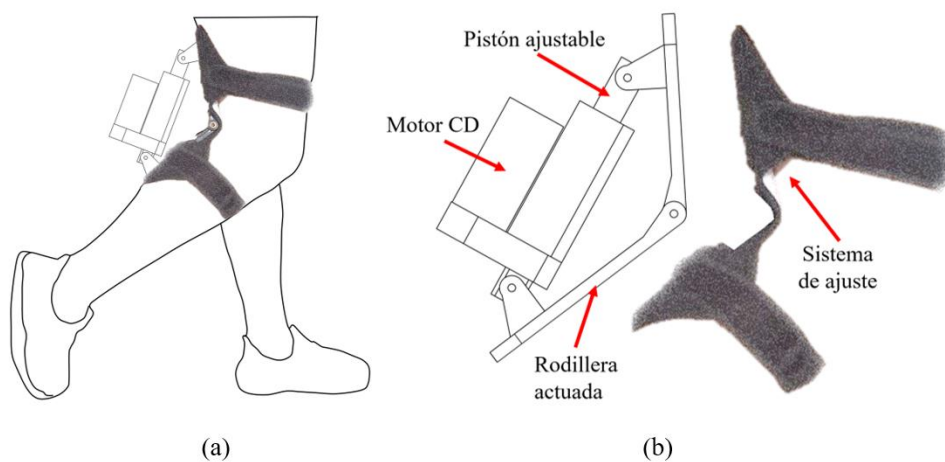 Pistón ajustable
Motor CD
Sistema
de ajuste
Rodillera
actuada
(a)
(b)